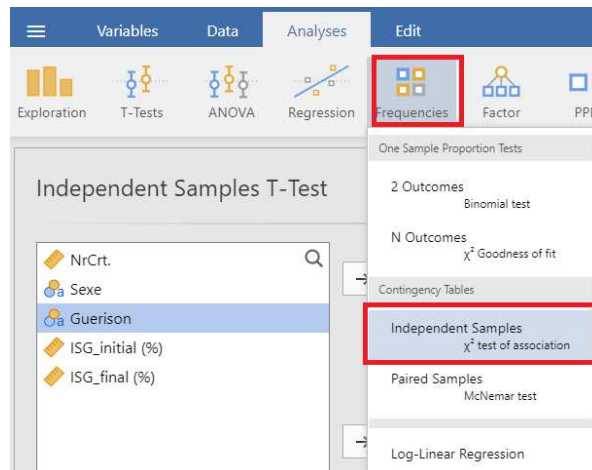 Variables Data Analyses Edit
Exploration T-Tests ANOVA Regression Frequencies Factor PPI
One Sample Proportion Tests
Independent Samples T-Test
2 Outcomes
Binomial test
N Outcomes
χ² Goodness of fit
NrCrt.
Contingency Tables
Sexe
Guerison
Independent Samples
χ² test of association
ISG_initial (%)
ISG_final (%)
Paired Samples
McNemar test
Log-Linear Regression